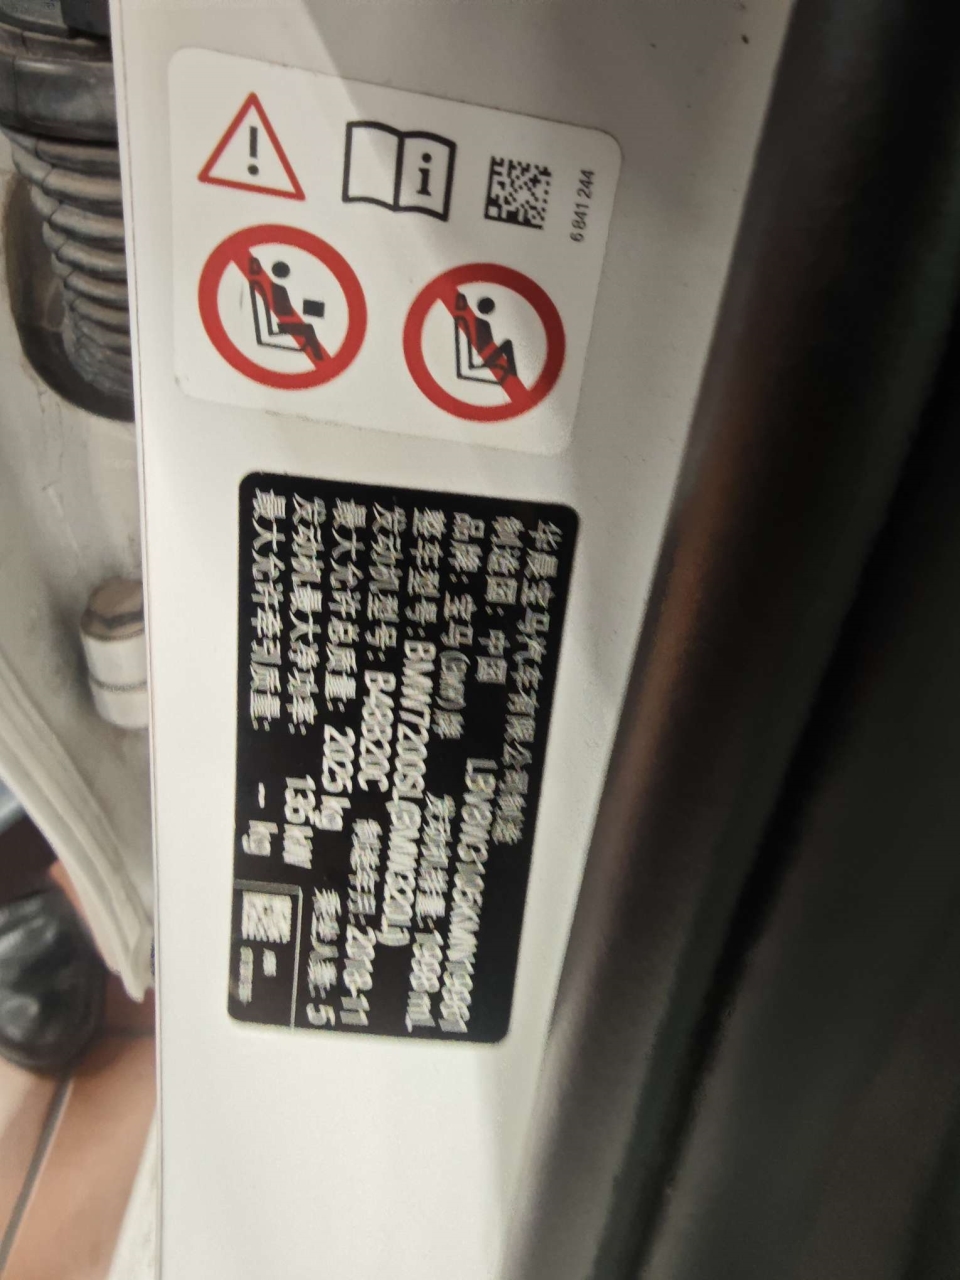 6 841 244
华晨宝马汽车有限公司制造
制造国：中国
品牌：宝马(BMW)牌
整车型号：BMW7200SL(BMW320Li)
发动机型号：B48B20C 发动机排量：1998 mL
最大允许总质量：2025 kg 制造年月：2018-11
发动机最大净功率：135 kW 乘坐人数：5
最大允许牵引质量：– kg